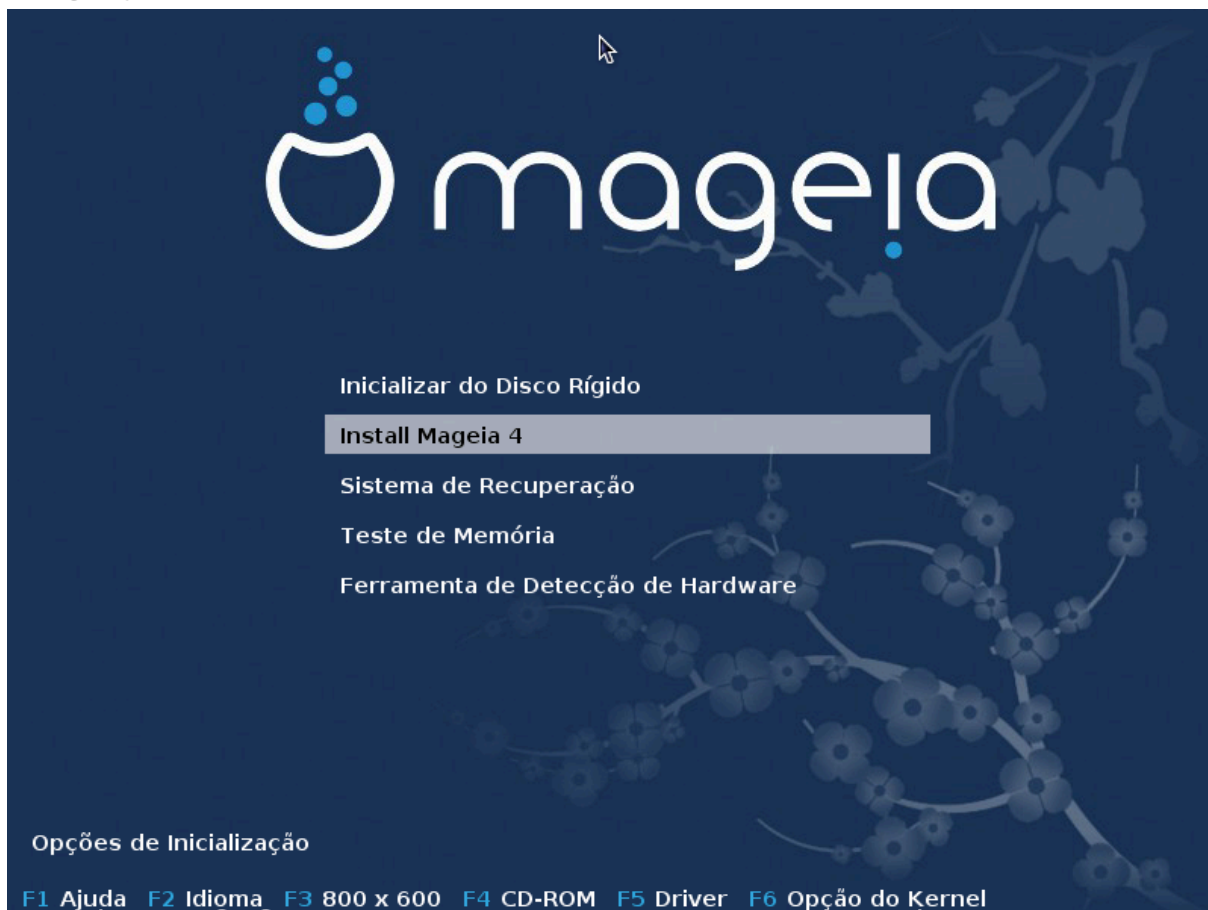 mageia
Inicializar do Disco Rígido
Install Mageia 4
Sistema de Recuperação
Teste de Memória
Ferramenta de Detecção de Hardware
Opções de Inicialização
F1 Ajuda F2 Idioma F3 800 x 600 F4 CD-ROM F5 Driver F6 Opção do Kernel